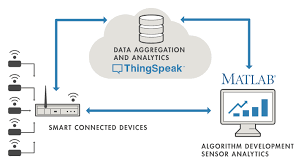 DATA AGGREGATION
AND ANALYTICS
ThingSpeak™
MATLAB®
SMART CONNECTED DEVICES
ALGORITHM DEVELOPMENT
SENSOR ANALYTICS